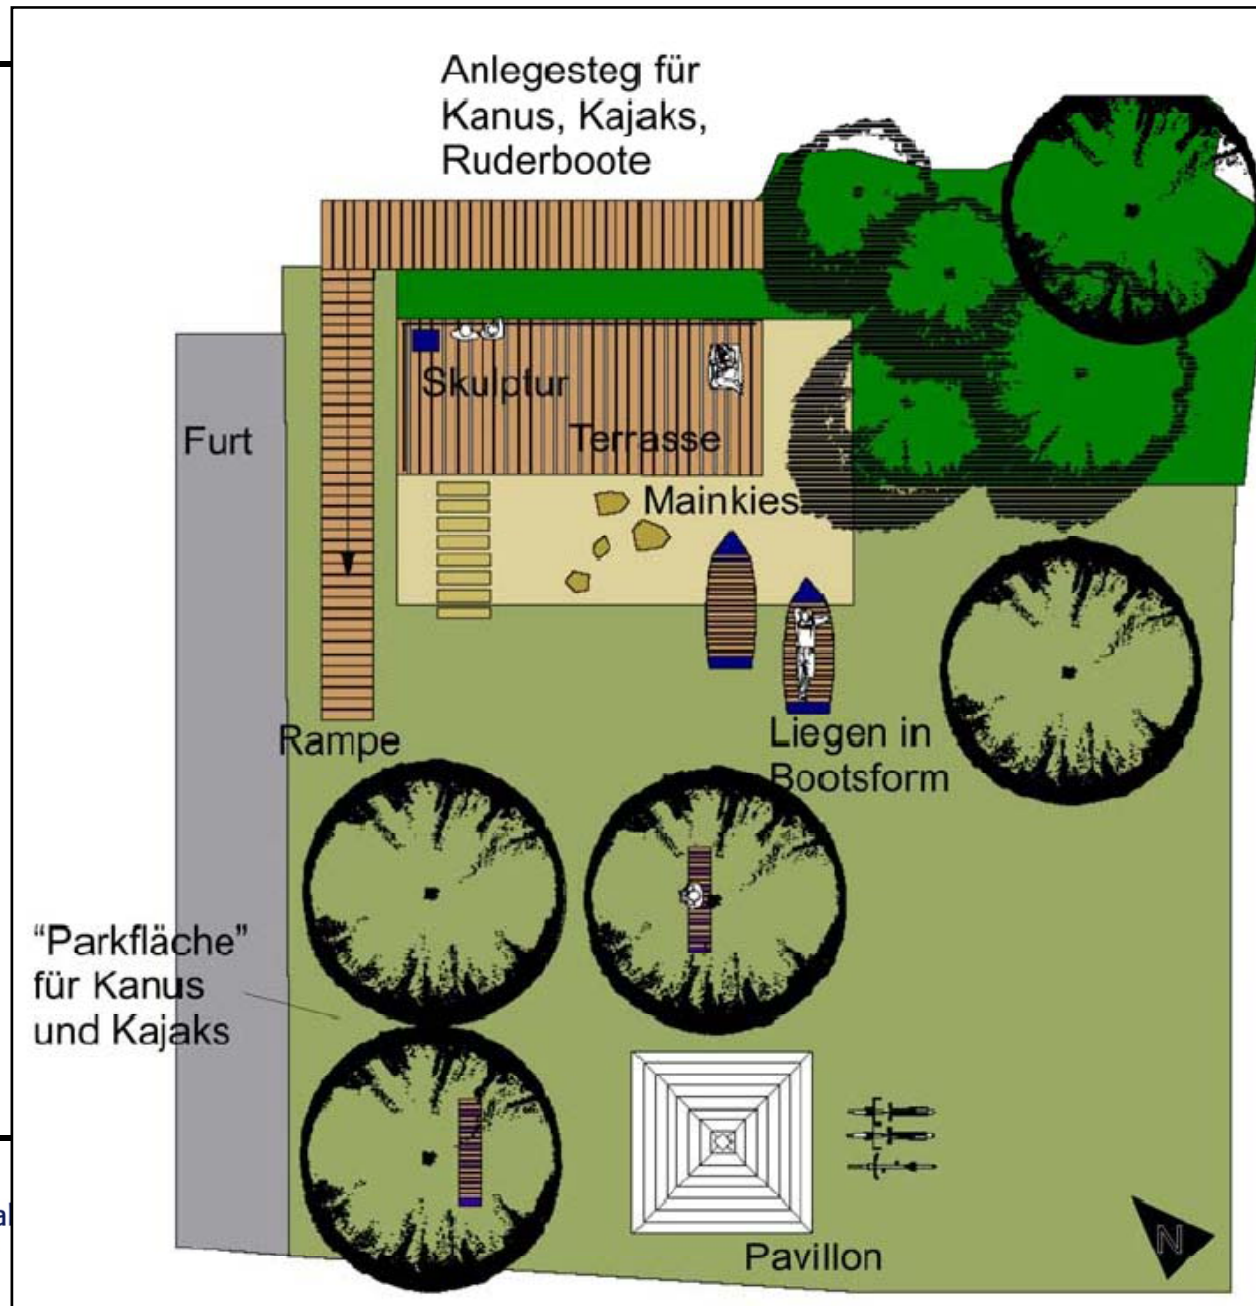 Anlegesteg für
Kanus, Kajaks,
Ruderboote
Skulptur
Furt
Terrasse
Mainkies
Rampe
Liegen in
Bootsform
“Parkfläche”
für Kanus
und Kajaks
Pavillon
N